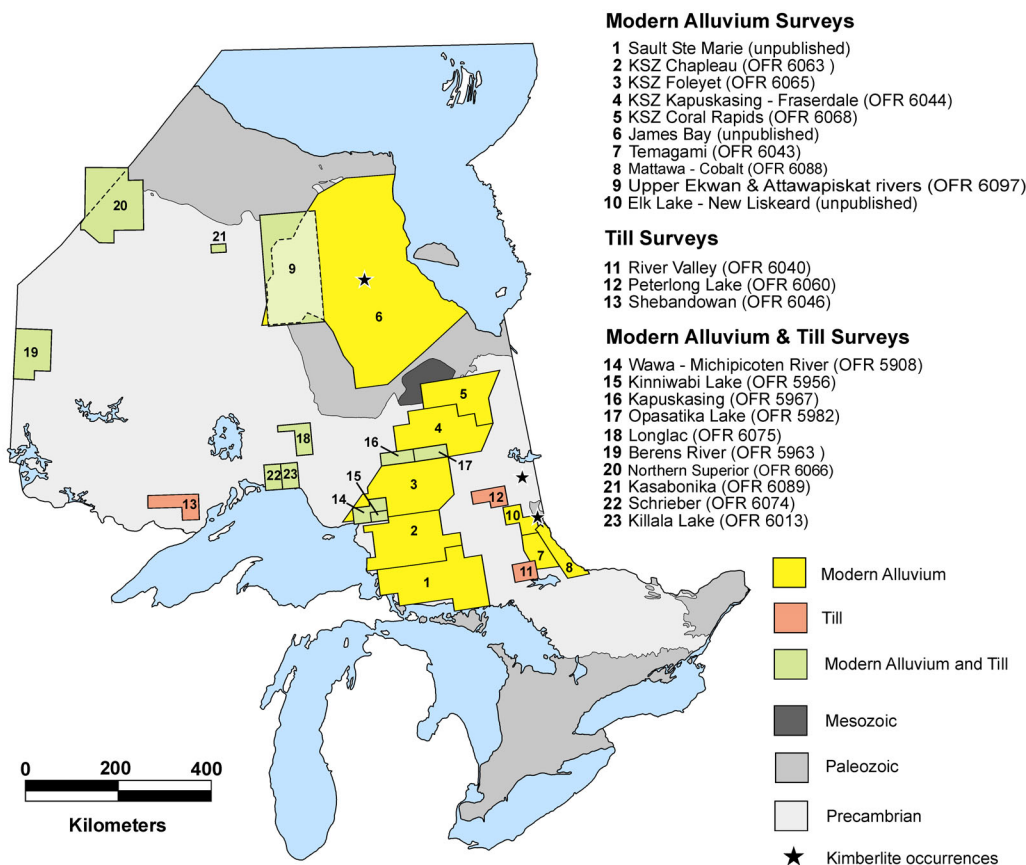 Modern Alluvium Surveys
1 Sault Ste Marie (unpublished)
2 KSZ Chapleau (OFR 6063 )
3 KSZ Foleyet (OFR 6065)
4 KSZ Kapuskasing - Fraserdale (OFR 6044)
5 KSZ Coral Rapids (OFR 6068)
6 James Bay (unpublished)
7 Temagami (OFR 6043)
8 Mattawa - Cobalt (OFR 6088)
9 Upper Ekwan & Attawapiskat rivers (OFR 6097)
10 Elk Lake - New Liskeard (unpublished)
Till Surveys
11 River Valley (OFR 6040)
12 Peterlong Lake (OFR 6060)
13 Shebandowan (OFR 6046)
Modern Alluvium & Till Surveys
14 Wawa - Michipicoten River (OFR 5908)
15 Kinniwabi Lake (OFR 5956)
16 Kapuskasing (OFR 5967)
17 Opasatika Lake (OFR 5982)
18 Longlac (OFR 6075)
19 Berens River (OFR 5963 )
20 Northern Superior (OFR 6066)
21 Kasabonika (OFR 6089)
22 Schrieber (OFR 6074)
23 Killala Lake (OFR 6013)
Modern Alluvium
Till
Modern Alluvium and Till
Mesozoic
Paleozoic
Precambrian
Kimberlite occurrences
20
21
9
6
19
5
4
18
16
17
22 23
15
3
14
13
12
10
2
7
8
11
1
0 200 400
Kilometers